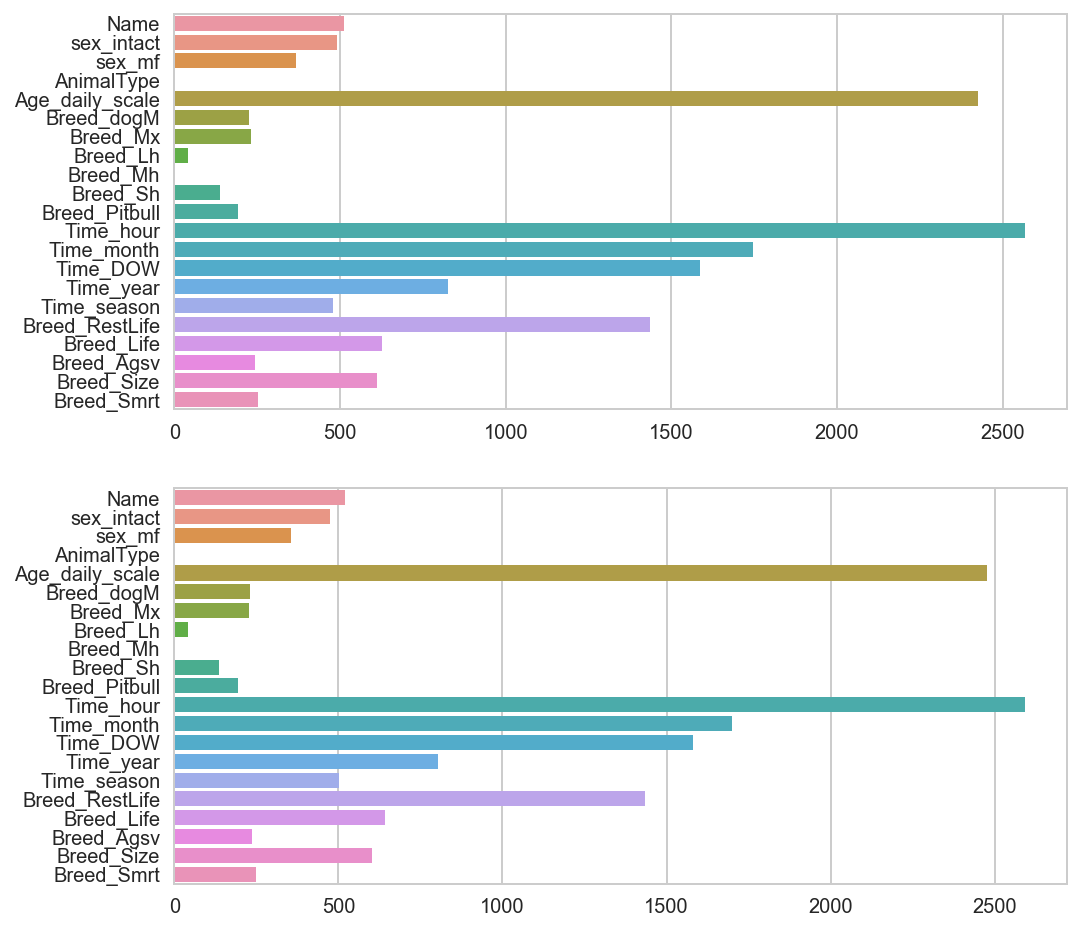 Name
sex_intact
sex_mf
AnimalType
Age_daily_scale
Breed_dogM
Breed_Mx
Breed_Lh
Breed_Mh
Breed_Sh
Breed_Pitbull
Time_hour
Time_month
Time_DOW
Time_year
Time_season
Breed_RestLife
Breed_Life
Breed_Agsv
Breed_Size
Breed_Smrt
0 500 1000 1500 2000 2500
Name
sex_intact
sex_mf
AnimalType
Age_daily_scale
Breed_dogM
Breed_Mx
Breed_Lh
Breed_Mh
Breed_Sh
Breed_Pitbull
Time_hour
Time_month
Time_DOW
Time_year
Time_season
Breed_RestLife
Breed_Life
Breed_Agsv
Breed_Size
Breed_Smrt
0 500 1000 1500 2000 2500